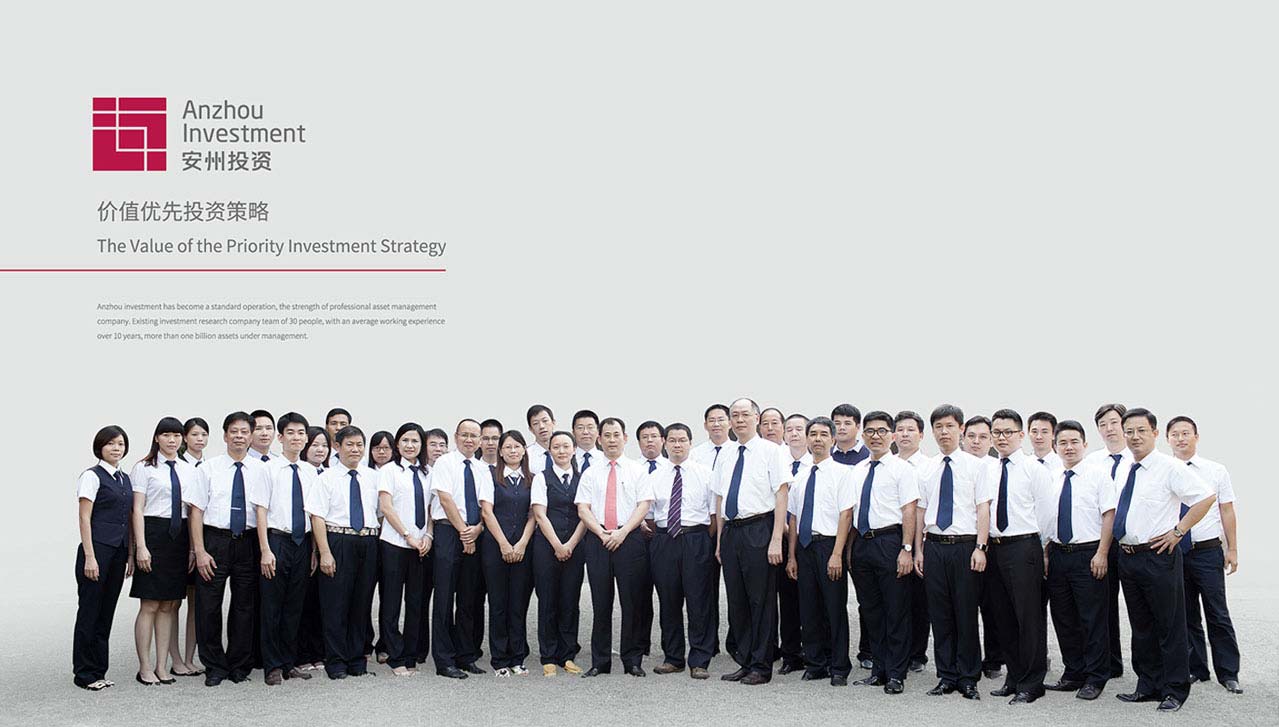 Anzhou
Investment
安州投资
价值优先投资策略
The Value of the Priority Investment Strategy
Anzhou investment has become a standard operation, the strength of professional asset management
company. Existing investment research company team of 30 people, with an average working experience
over 10 years, more than one billion assets under management.